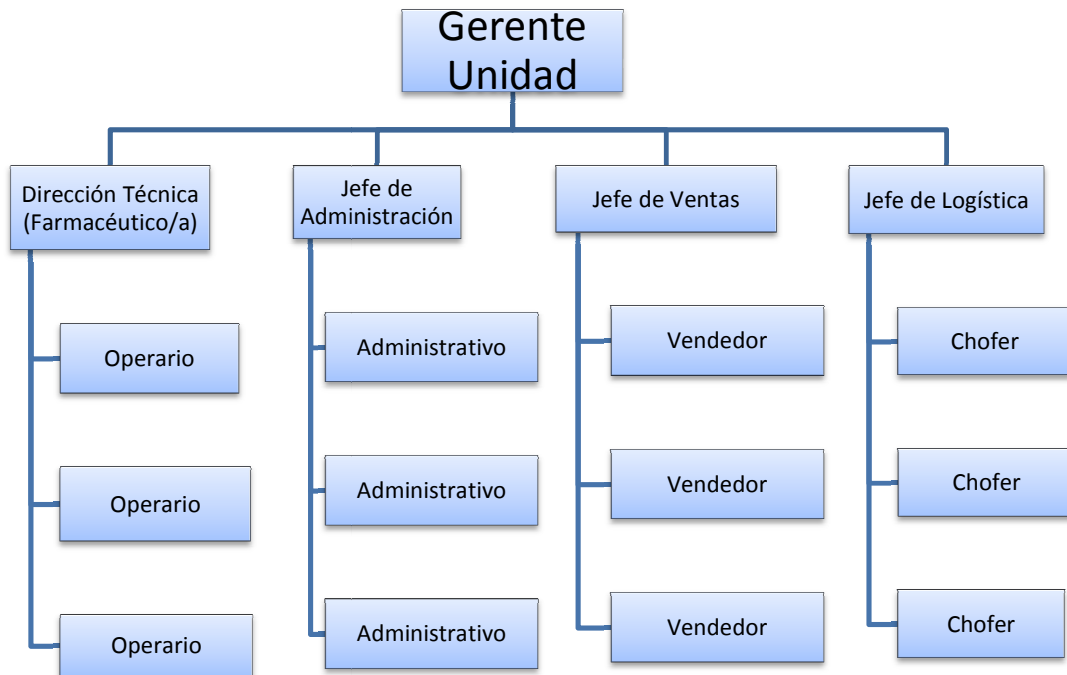 Gerente
Unidad
Dirección Técnica
(Farmacéutico/a)
Jefe de
Administración
Jefe de Ventas
Jefe de Logística
Operario
Administrativo
Vendedor
Chofer
Operario
Administrativo
Vendedor
Chofer
Operario
Administrativo
Vendedor
Chofer